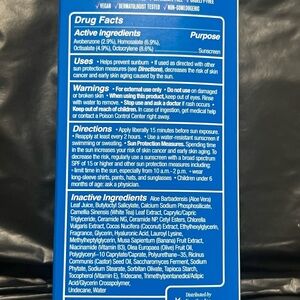 ✓ VEGAN ✓ DERMATOLOGIST TESTED ✓ NON-COMEDOGENIC
Drug Facts
Active Ingredients Purpose
Avobenzone (2.9%), Homosalate (6.9%),
Octisalate (4.9%), Octocrylene (8.6%) Sunscreen
Uses • Helps prevent sunburn • If used as directed with other
sun protection measures (see Directions), decreases the risk of skin
cancer and early skin aging caused by the sun.
Warnings • For external use only • Do not use on damaged
or broken skin • When using this product, keep out of eyes. Rinse
with water to remove. • Stop use and ask a doctor if rash occurs •
Keep out of reach of children. In case of ingestion, get medical help
or contact a Poison Control Center right away.
Directions • Apply liberally 15 minutes before sun exposure.
• Reapply at least every 2 hours. • Use a water-resistant sunscreen if
swimming or sweating. • Sun Protection Measures. Spending time
in the sun increases your risk of skin cancer and early skin aging. To
decrease the risk, regularly use a sunscreen with a broad spectrum
SPF of 15 or higher and other sun protection measures including:
• limit time in the sun, especially from 10 a.m. - 2 p.m. • wear
long-sleeve shirts, pants, hats, and sunglasses • Children under 6
months of age: ask a physician.
Inactive Ingredients Aloe Barbadensis (Aloe Vera)
Leaf Juice, Butyloctyl Salicylate, Calcium Sodium Phosphosilicate,
Camellia Sinensis (White Tea) Leaf Extract, Caprylic/Capric
Triglyceride, Ceramide NG, Ceramide NP, Cetyl Esters, Chlorella
Vulgaris Extract, Cocos Nucifera (Coconut) Extract, Ethylhexylglycerin,
Fragrance, Glycerin, Hyaluronic Acid, Lauroyl Lysine,
Methylheptylglycerin, Musa Sapientum (Banana) Fruit Extract,
Niacinamide (Vitamin B3), Olea Europaea (Olive) Fruit Oil,
Polyglyceryl-10 Caprylate/Caprate, Polyurethane-35, Ricinus
Communis (Castor) Seed Oil, Saccharomyces Ferment, Sodium
Phytate, Sodium Stearate, Sorbitan Olivate, Tapioca Starch,
Tocopherol (Vitamin E), Trideceth-6, Trimethylpentanediol/Adipic
Acid/Glycerin Crosspolymer,
Undecane, Water
Distributed by